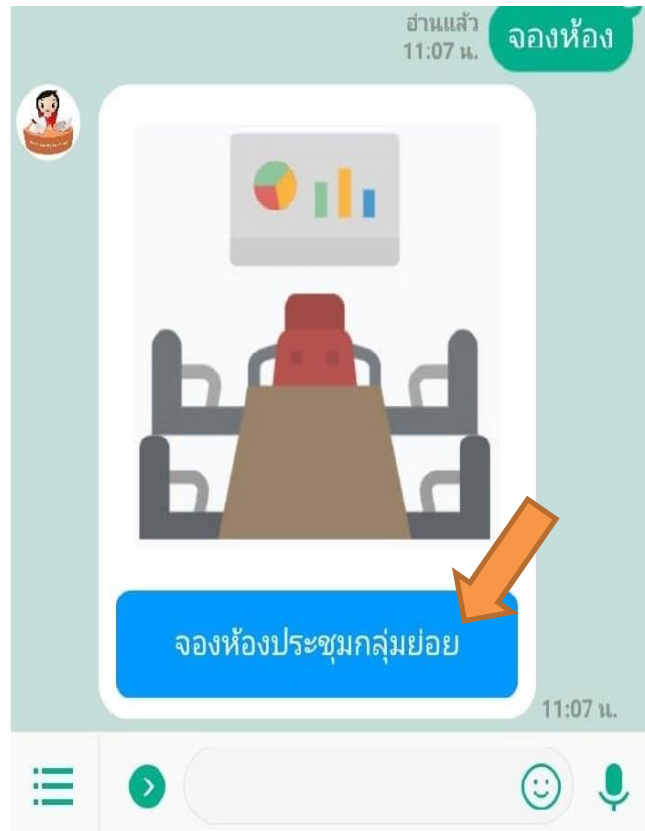 อ่านแล้ว
11:07 น.
จองห้อง
จองห้องประชุมกลุ่มย่อย
11:07 น.